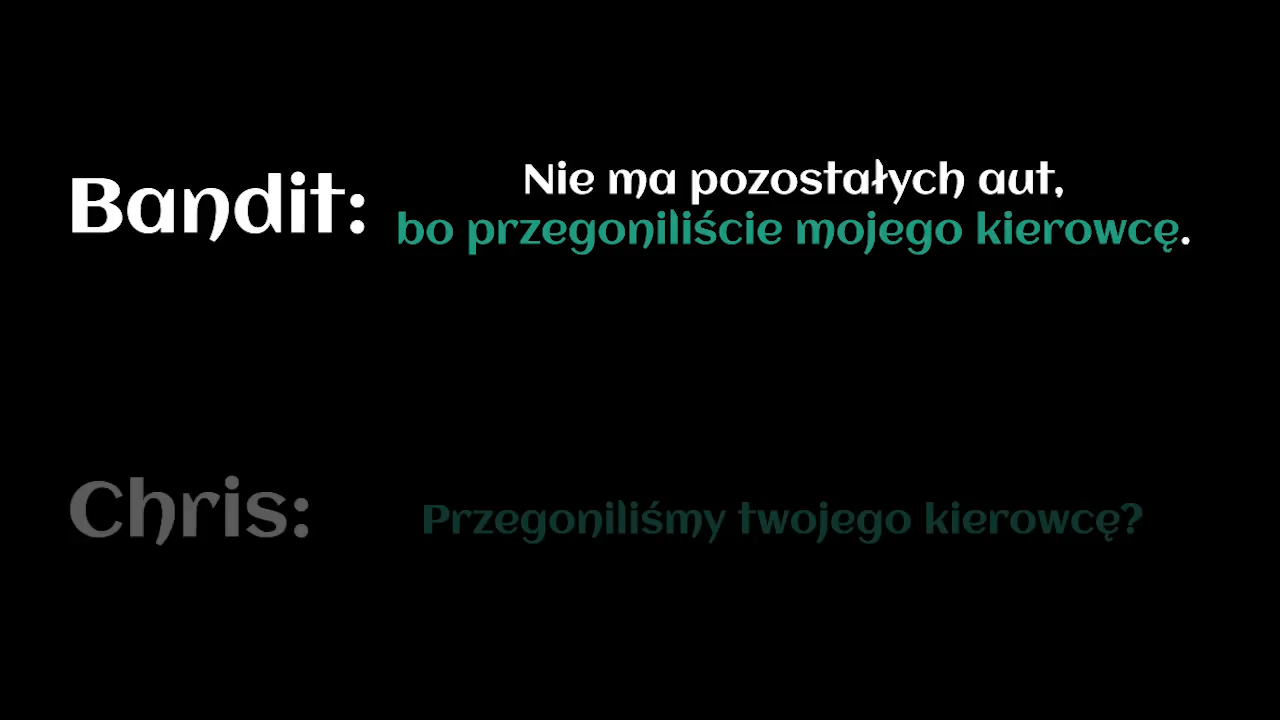 Bandit:
Nie ma pozostałych aut,
bo przegoniliście mojego kierowcę.
Chris:
Przegoniliśmy twojego kierowcę?